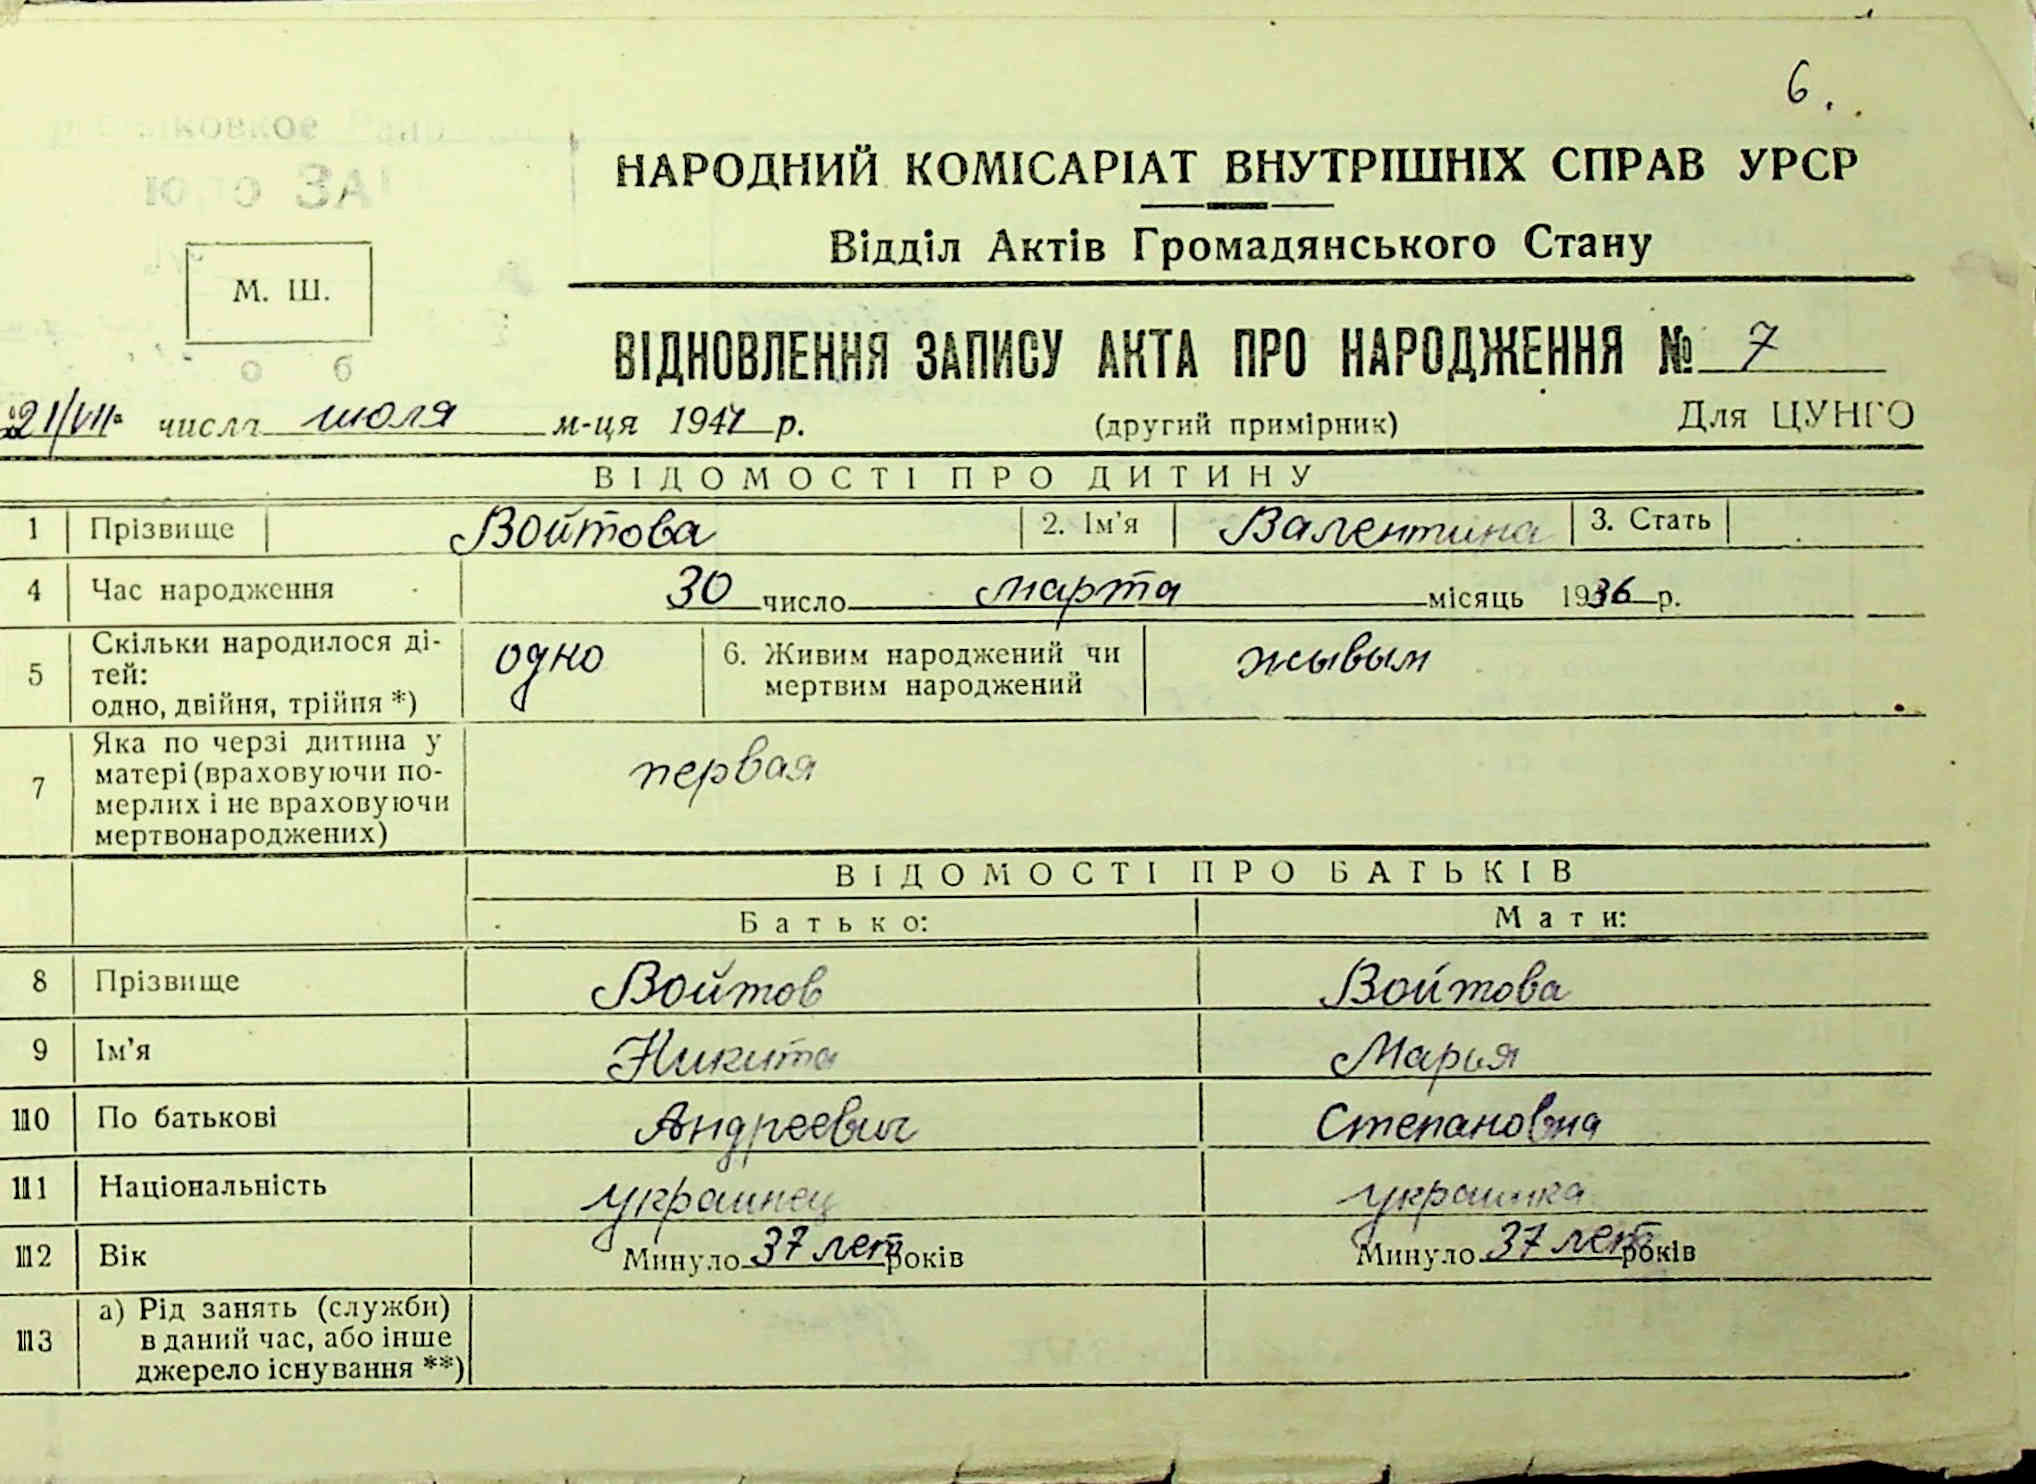 6.
НАРОДНИЙ КОМІСАРІАТ ВНУТРІШНІХ СПРАВ УРСР
Відділ Актів Громадянського Стану
М. Ш.
о б
ВІДНОВЛЕННЯ ЗАПИСУ АКТА ПРО НАРОДЖЕННЯ № 7
21/VII числа июля м-ця 1941 р. (другий примірник) Для ЦУНГО
ВІДОМОСТІ ПРО ДИТИНУ
1 Прізвище Войтова 2. Ім'я Валентина 3. Стать
4 Час народження 30 число марта місяць 1936 р.
5 Скільки народилося ді-
тей:
одно, двійня, трійня *) одно 6. Живим народжений чи
мертвим народжений жывым
7 Яка по черзі дитина у
матері (враховуючи по-
мерлих і не враховуючи
мертвонароджених) первая
ВІДОМОСТІ ПРО БАТЬКІВ
Батько: Мати:
8 Прізвище Войтов Войтова
9 Ім'я Никита Марья
10 По батькові Андреевич Степановна
11 Національність украинец украинка
12 Вік Минуло 37 лет років Минуло 37 лет років
13 а) Рід занять (служби)
в даний час, або інше
джерело існування **)